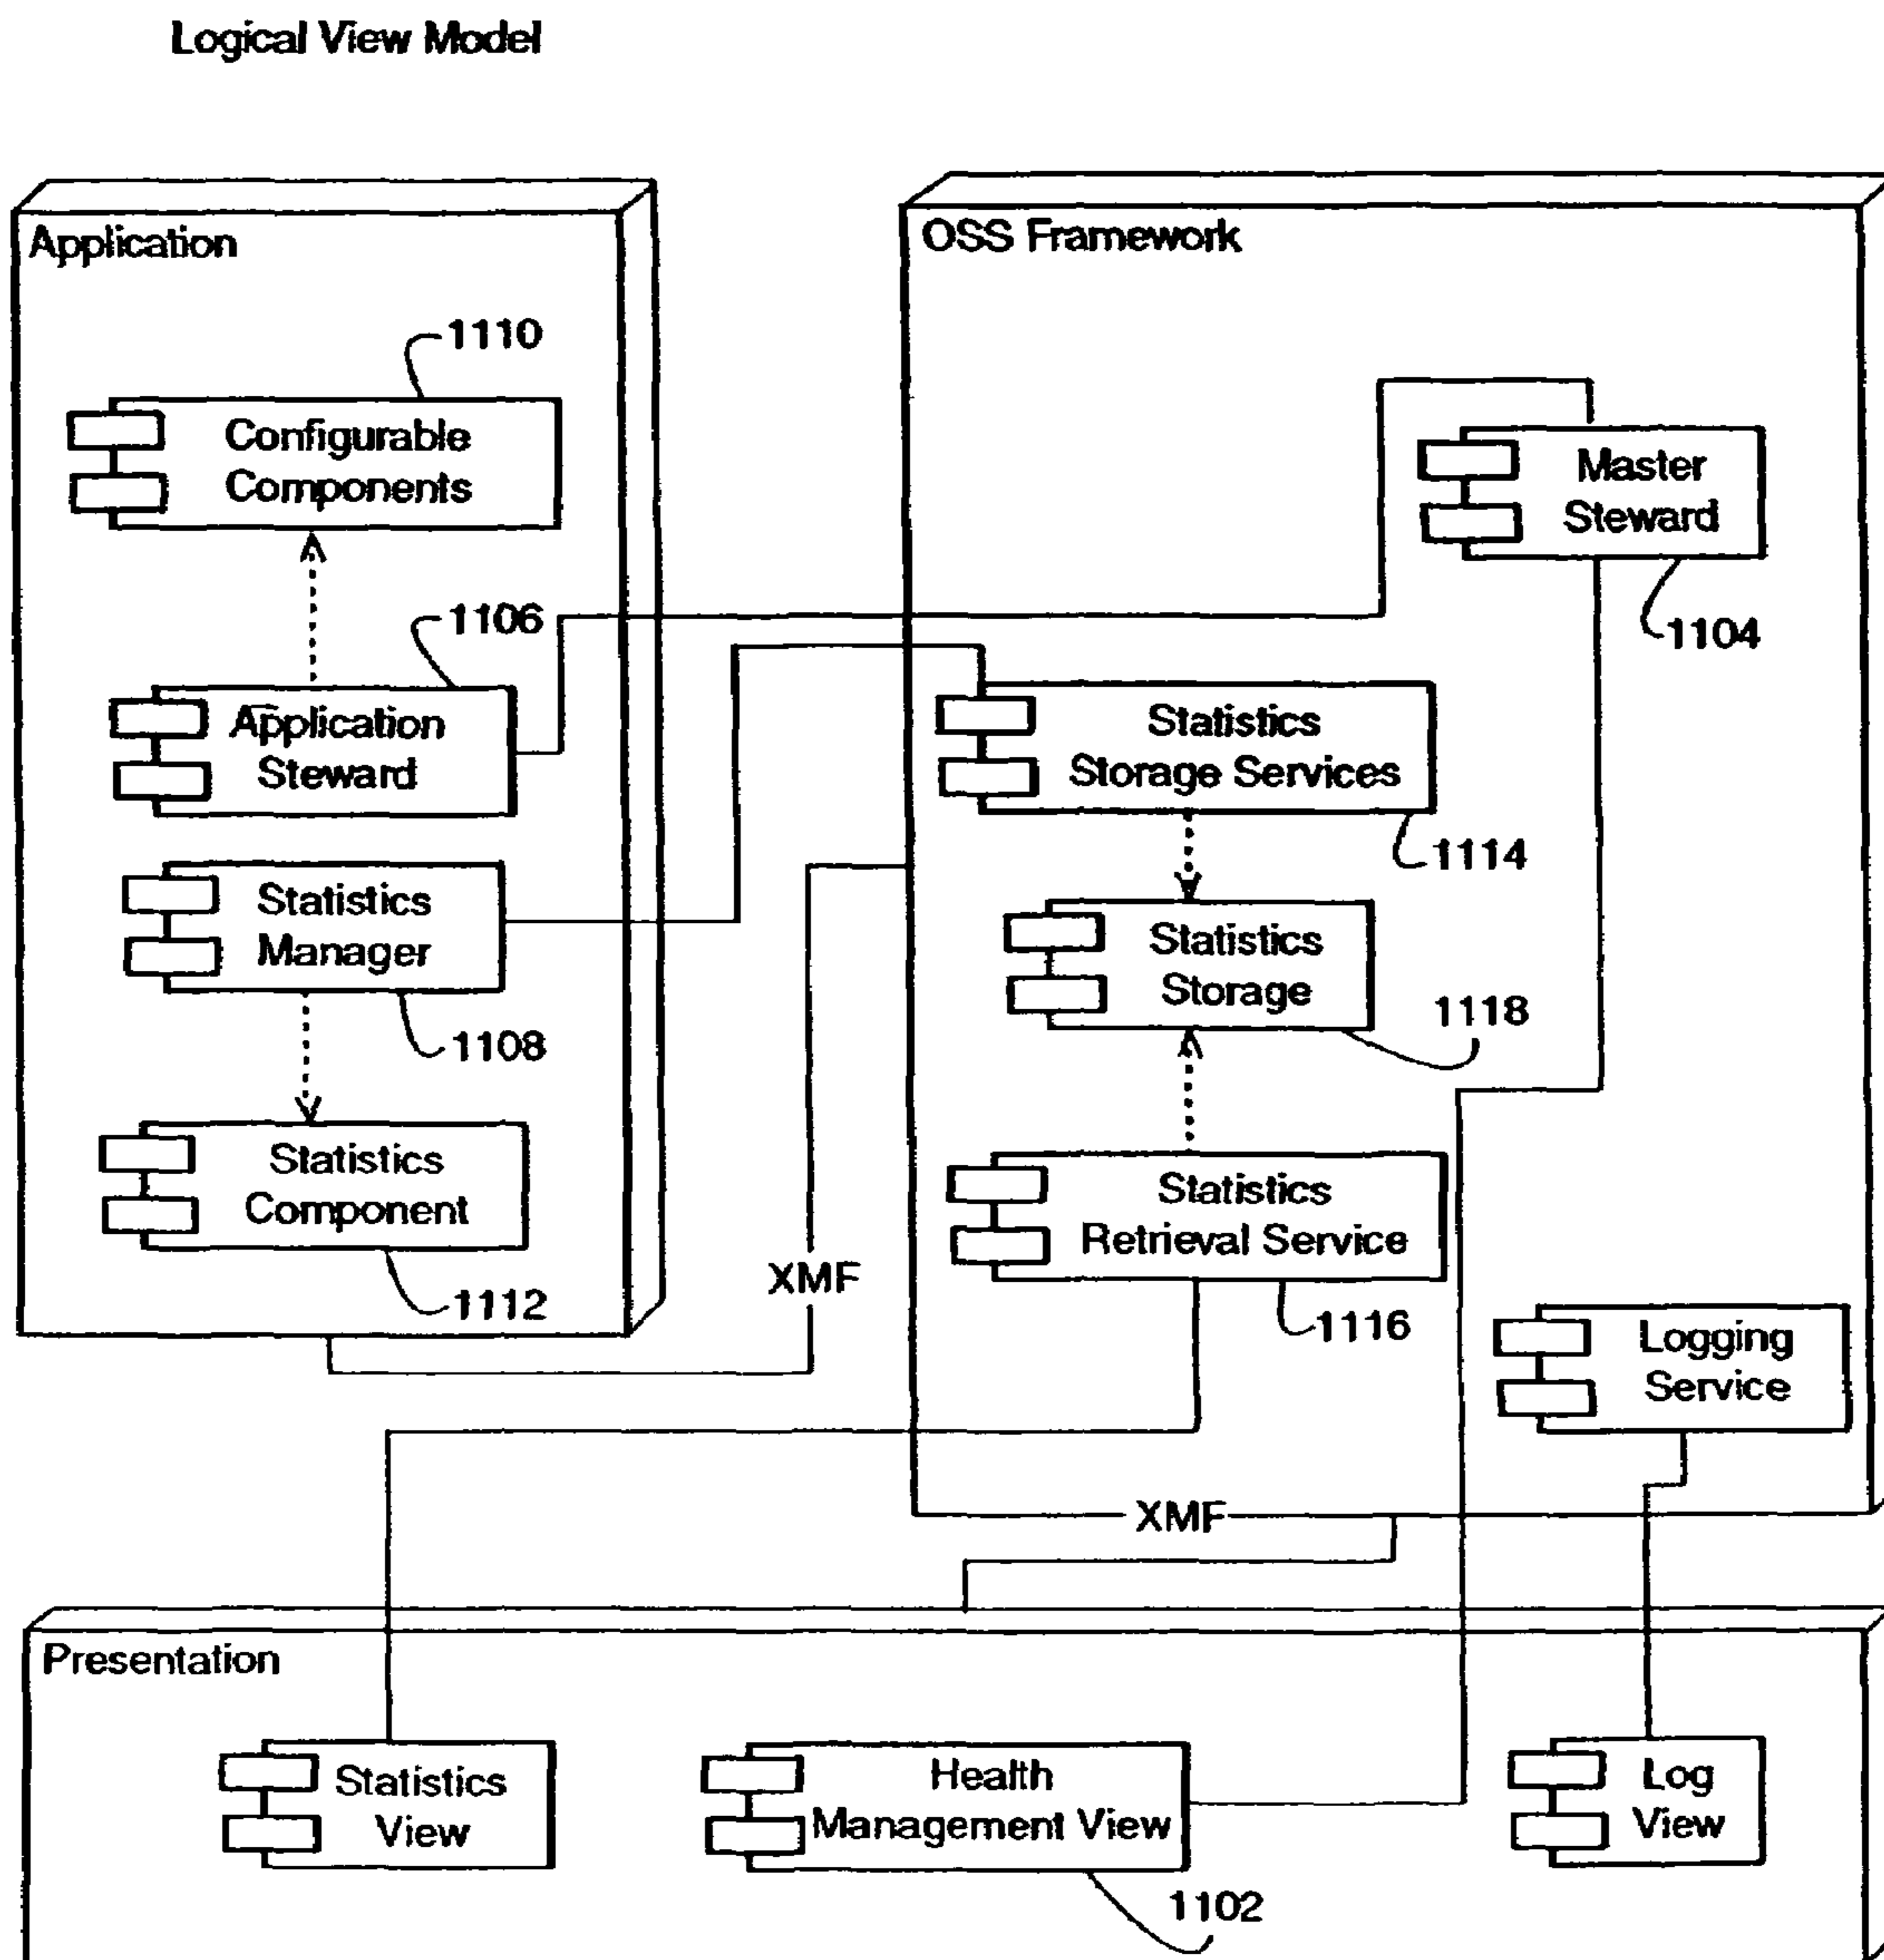 Logical View Model
Application
1110
Configurable
Components
1106
Application
Steward
Statistics
Manager
1108
Statistics
Component
1112
XMF
OSS Framework
Master
Steward
1104
Statistics
Storage Services
1114
Statistics
Storage
1118
Statistics
Retrieval Service
1116
Logging
Service
XMF
Presentation
Statistics
View
Health
Management View
1102
Log
View